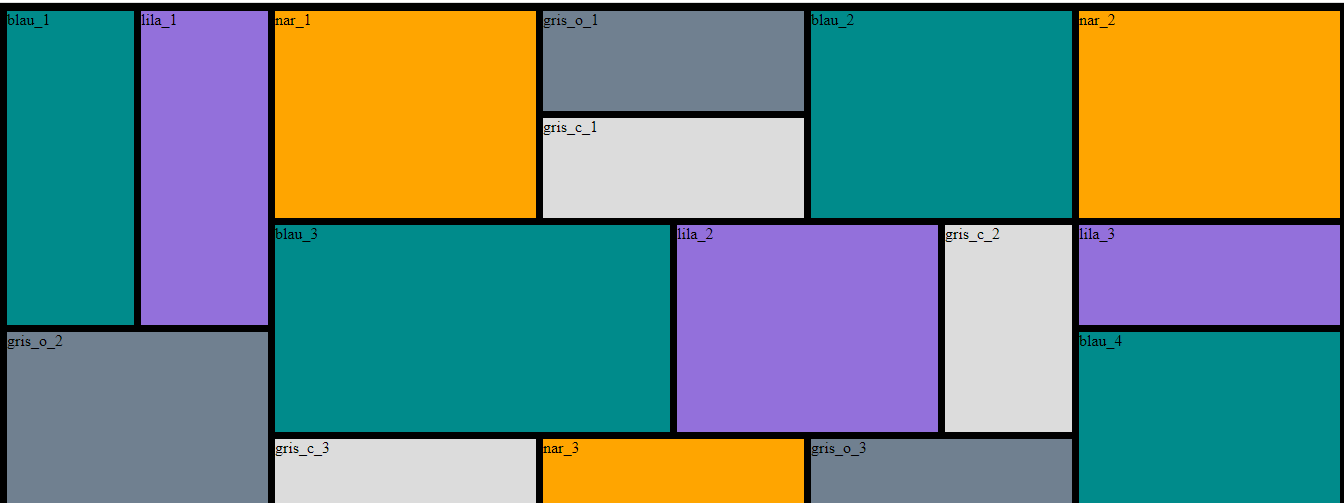 blau_1
lila_1
nar_1
gris_o_1
blau_2
nar_2
gris_c_1
blau_3
lila_2
gris_c_2
lila_3
gris_o_2
blau_4
gris_c_3
nar_3
gris_o_3